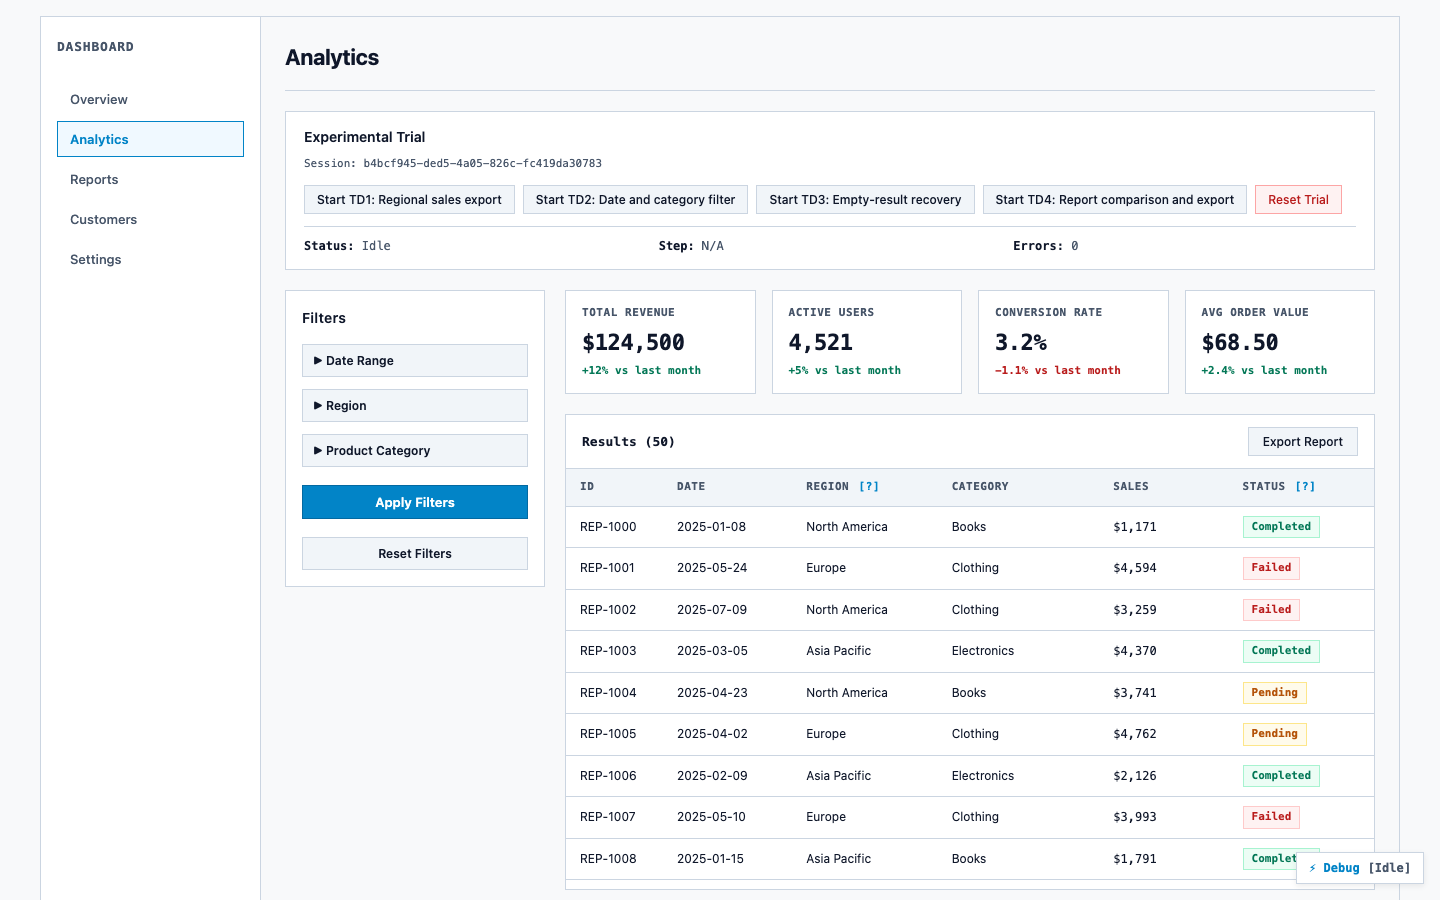 DASHBOARD
Overview
Analytics
Reports
Customers
Settings
Analytics
Experimental Trial
Session: b4bcf945-ded5-4a05-826c-fc419da30783
Start TD1: Regional sales export
Start TD2: Date and category filter
Start TD3: Empty-result recovery
Start TD4: Report comparison and export
Reset Trial
Status: Idle
Step: N/A
Errors: 0
Filters
▶ Date Range
▶ Region
▶ Product Category
Apply Filters
Reset Filters
TOTAL REVENUE
$124,500
+12% vs last month
ACTIVE USERS
4,521
+5% vs last month
CONVERSION RATE
3.2%
-1.1% vs last month
AVG ORDER VALUE
$68.50
+2.4% vs last month
Results (50)
Export Report
ID DATE REGION [?] CATEGORY SALES STATUS [?]
REP-1000 2025-01-08 North America Books $1,171 Completed
REP-1001 2025-05-24 Europe Clothing $4,594 Failed
REP-1002 2025-07-09 North America Clothing $3,259 Failed
REP-1003 2025-03-05 Asia Pacific Electronics $4,370 Completed
REP-1004 2025-04-23 North America Books $3,741 Pending
REP-1005 2025-04-02 Europe Clothing $4,762 Pending
REP-1006 2025-02-09 Asia Pacific Electronics $2,126 Completed
REP-1007 2025-05-10 Europe Clothing $3,993 Failed
REP-1008 2025-01-15 Asia Pacific Books $1,791 Complet
⚡ Debug [Idle]